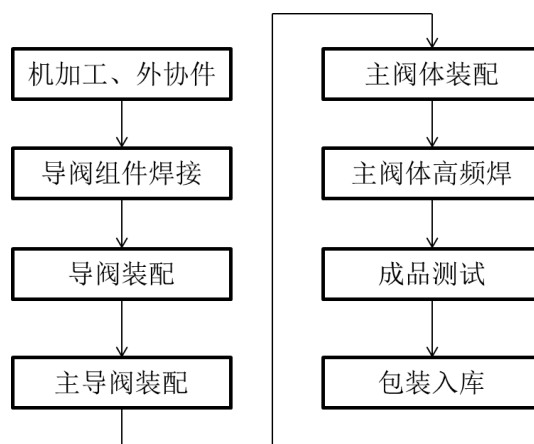 机加工、外协件
导阀组件焊接
导阀装配
主导阀装配
主阀体装配
主阀体高频焊
成品测试
包装入库